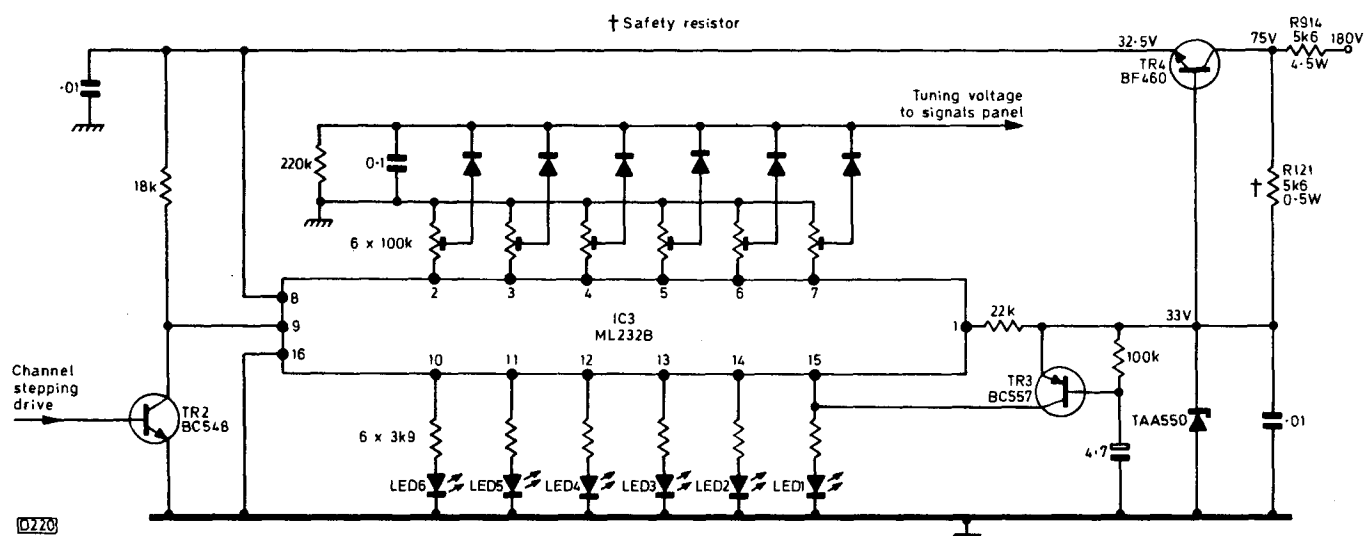 † Safety resistor
R914
5k6
4.5W
180V
75V
32.5V
TR4
BF460
·01
Tuning voltage
to signals panel
220k
0·1
18k
†
R121
5k6
0.5W
6 x 100k
2
3
4
5
6
7
8
9
16
IC3
ML232B
1
22k
33V
10
11
12
13
14
15
100k
TR3
BC557
TAA550
·01
4·7
Channel
stepping
drive
TR2
BC548
6 x 3k9
LED6
LED5
LED4
LED3
LED2
LED1
D220